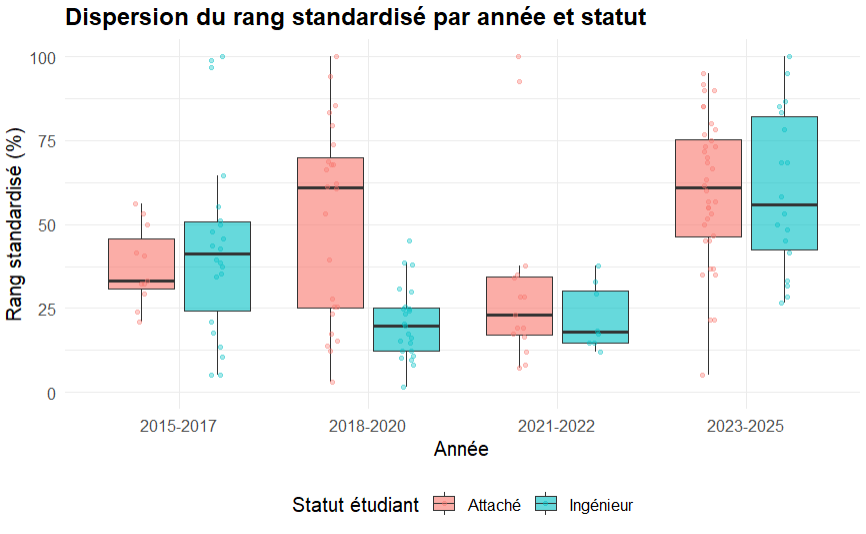 Dispersion du rang standardisé par année et statut
Rang standardisé (%)
100
75
50
25
0
2015-2017 2018-2020 2021-2022 2023-2025
Année
Statut étudiant Attaché Ingénieur